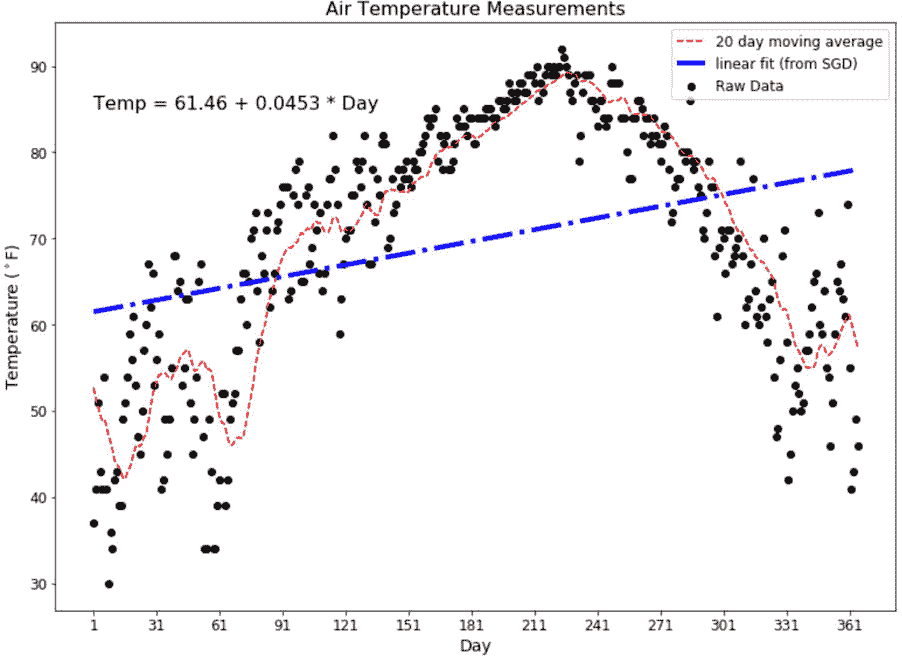 Air Temperature Measurements
20 day moving average
linear fit (from SGD)
Raw Data
Temp = 61.46 + 0.0453 * Day
90
80
70
60
50
40
30
Temperature (°F)
1 31 61 91 121 151 181 211 241 271 301 331 361
Day